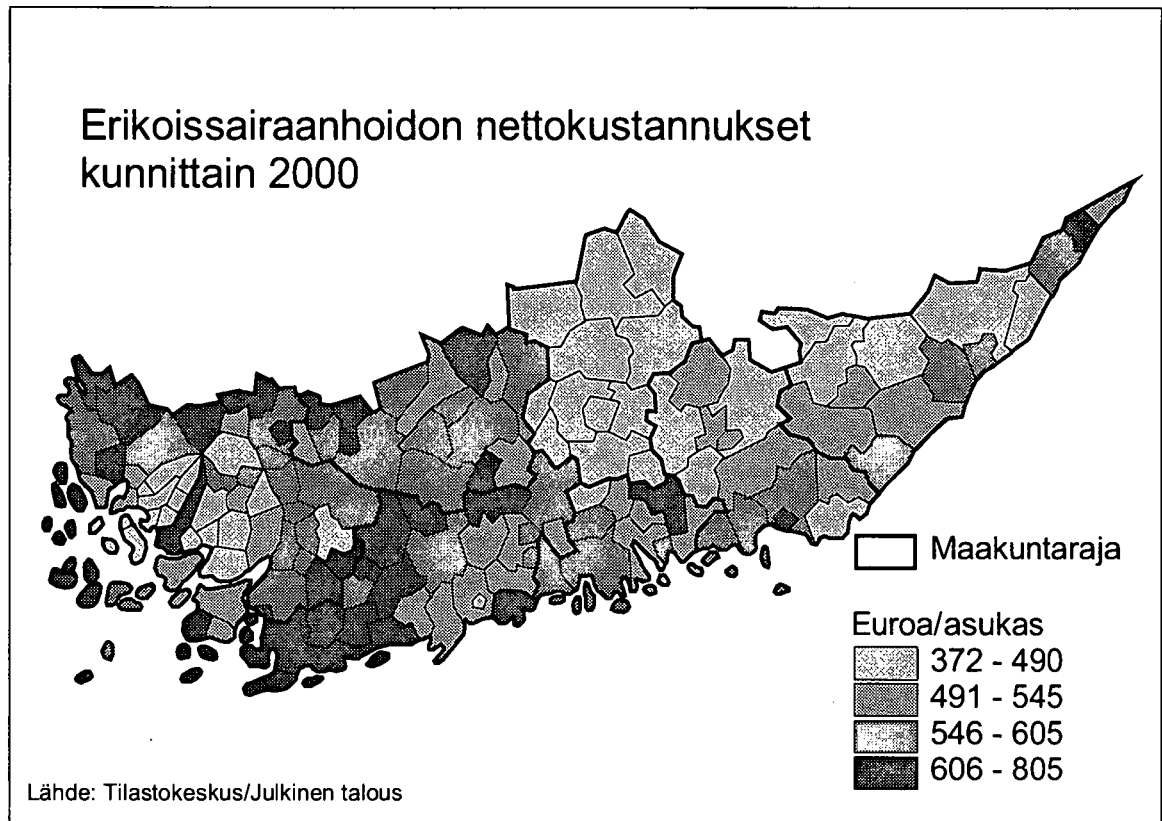 Erikoissairaanhoidon nettokustannukset
kunnittain 2000
Maakuntaraja
Euroa/asukas
372 - 490
491 - 545
546 - 605
606 - 805
Lähde: Tilastokeskus/Julkinen talous